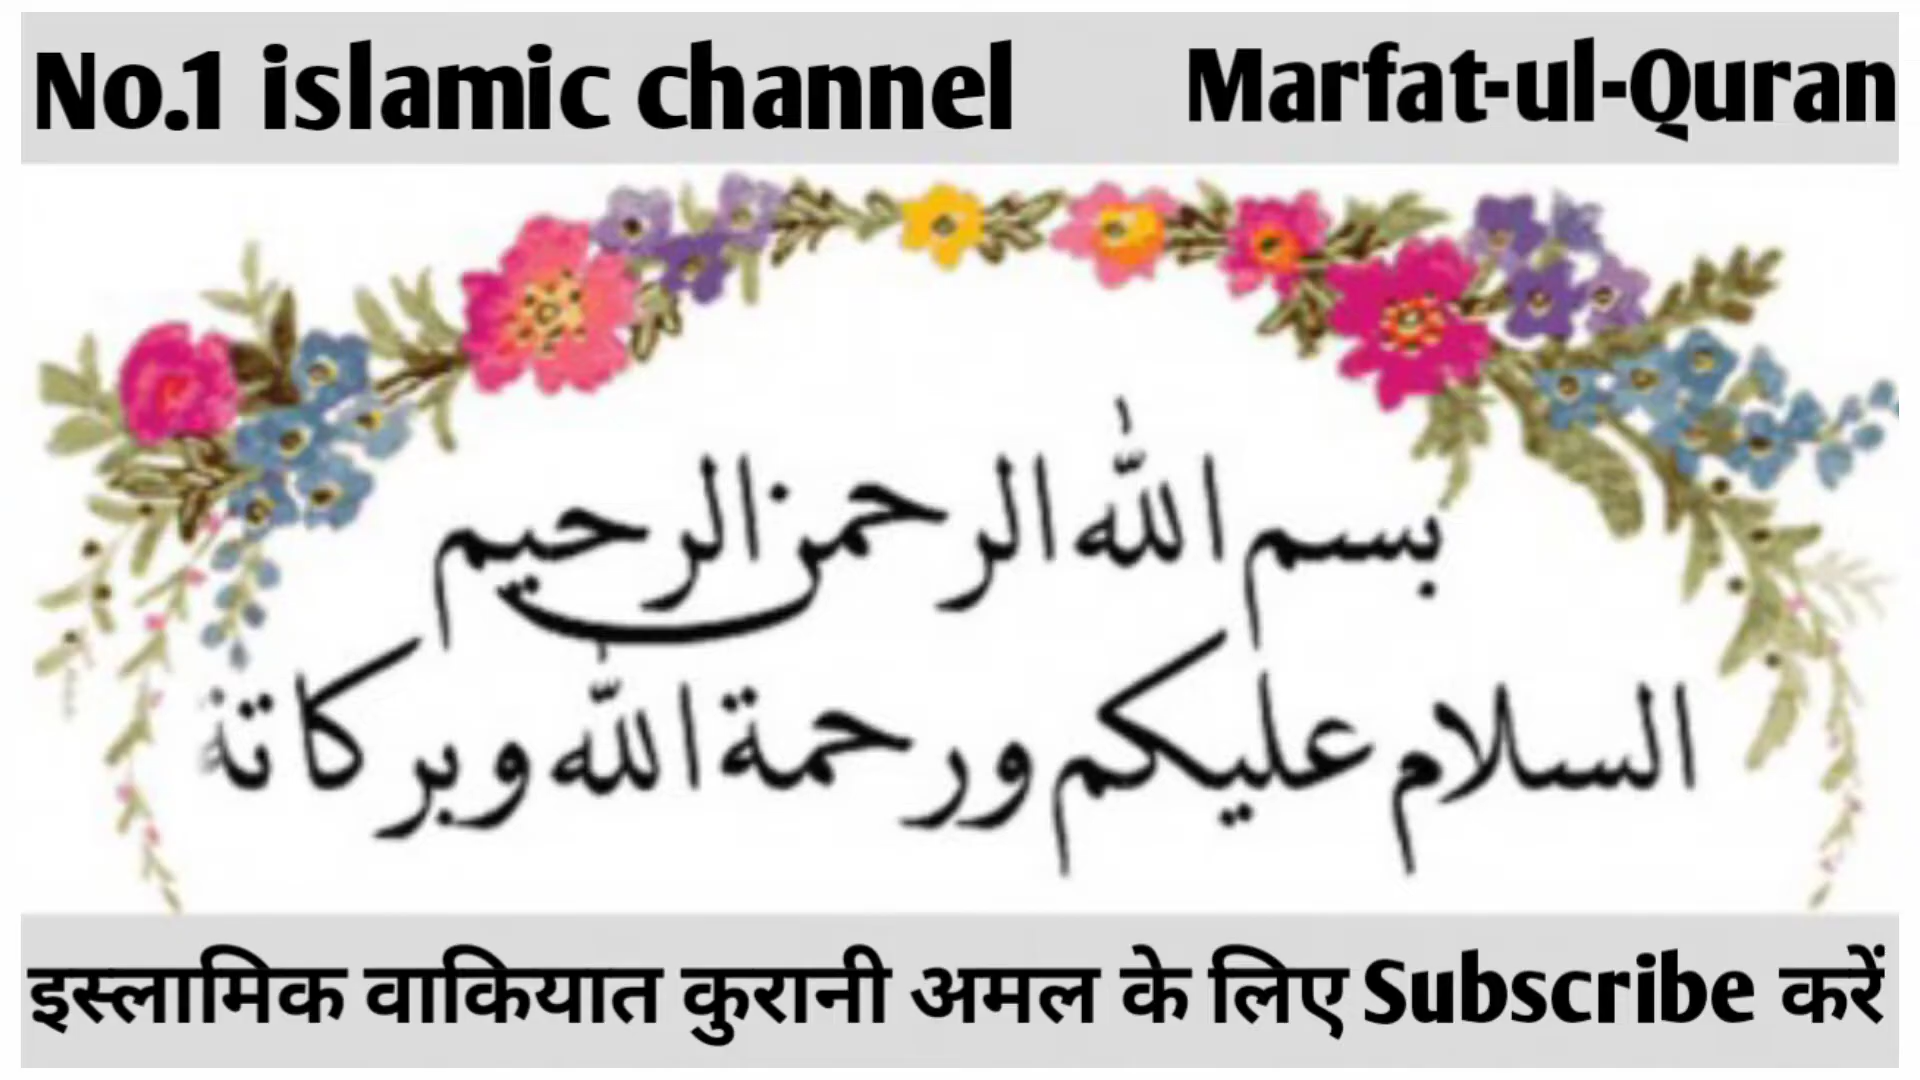 No.1 islamic channel Marfat-ul-Quran
بسم الله الرحمن الرحيم
السلام عليكم ورحمة الله وبركاتهٗ
इस्लामिक वाकियात कुरानी अमल के लिए Subscribe करें